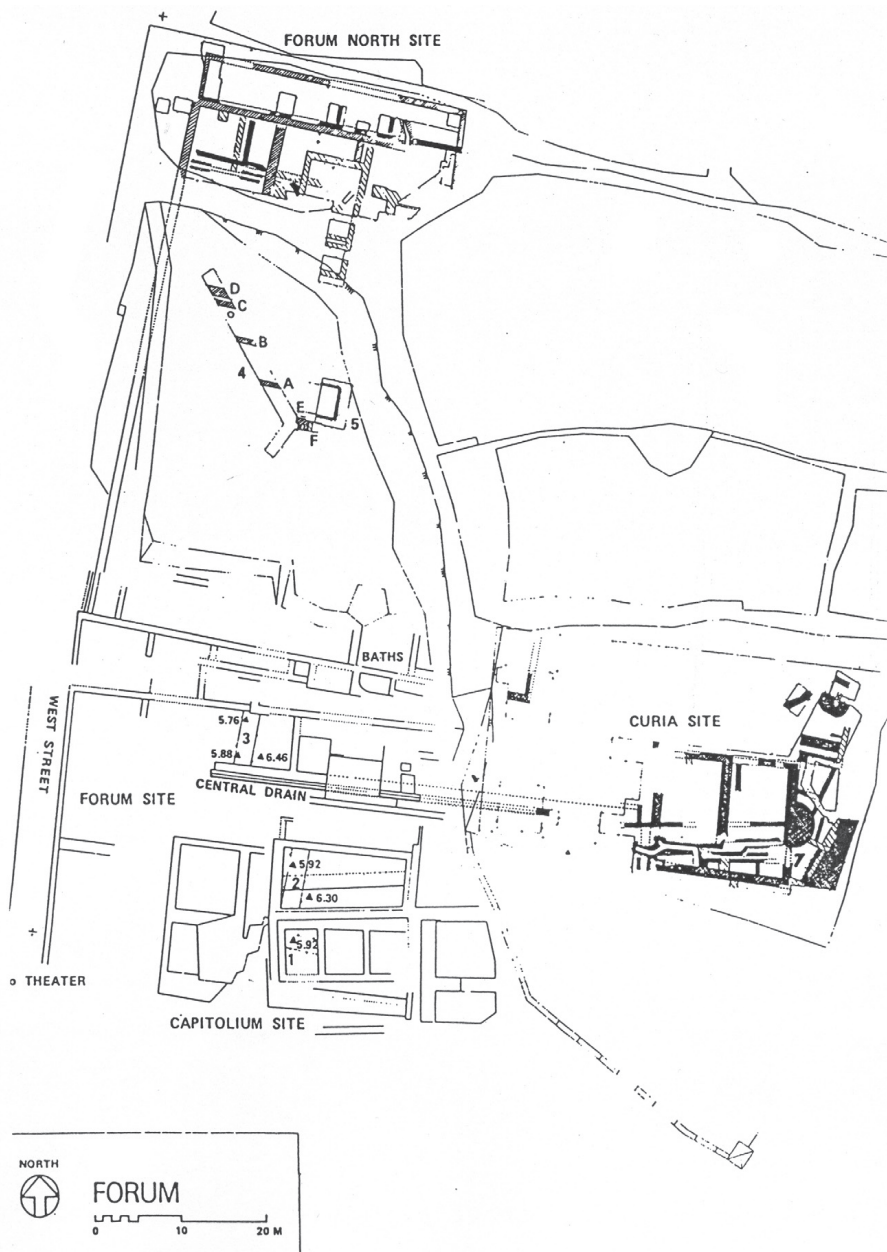 FORUM NORTH SITE
D
C
B
4
A
E
F
5
BATHS
WEST STREET
5.76
3
5.88
6.46
CURIA SITE
CENTRAL DRAIN
FORUM SITE
5.92
2
6.30
5.92
1
THEATER
CAPITOLIUM SITE
NORTH
FORUM
0 10 20 M